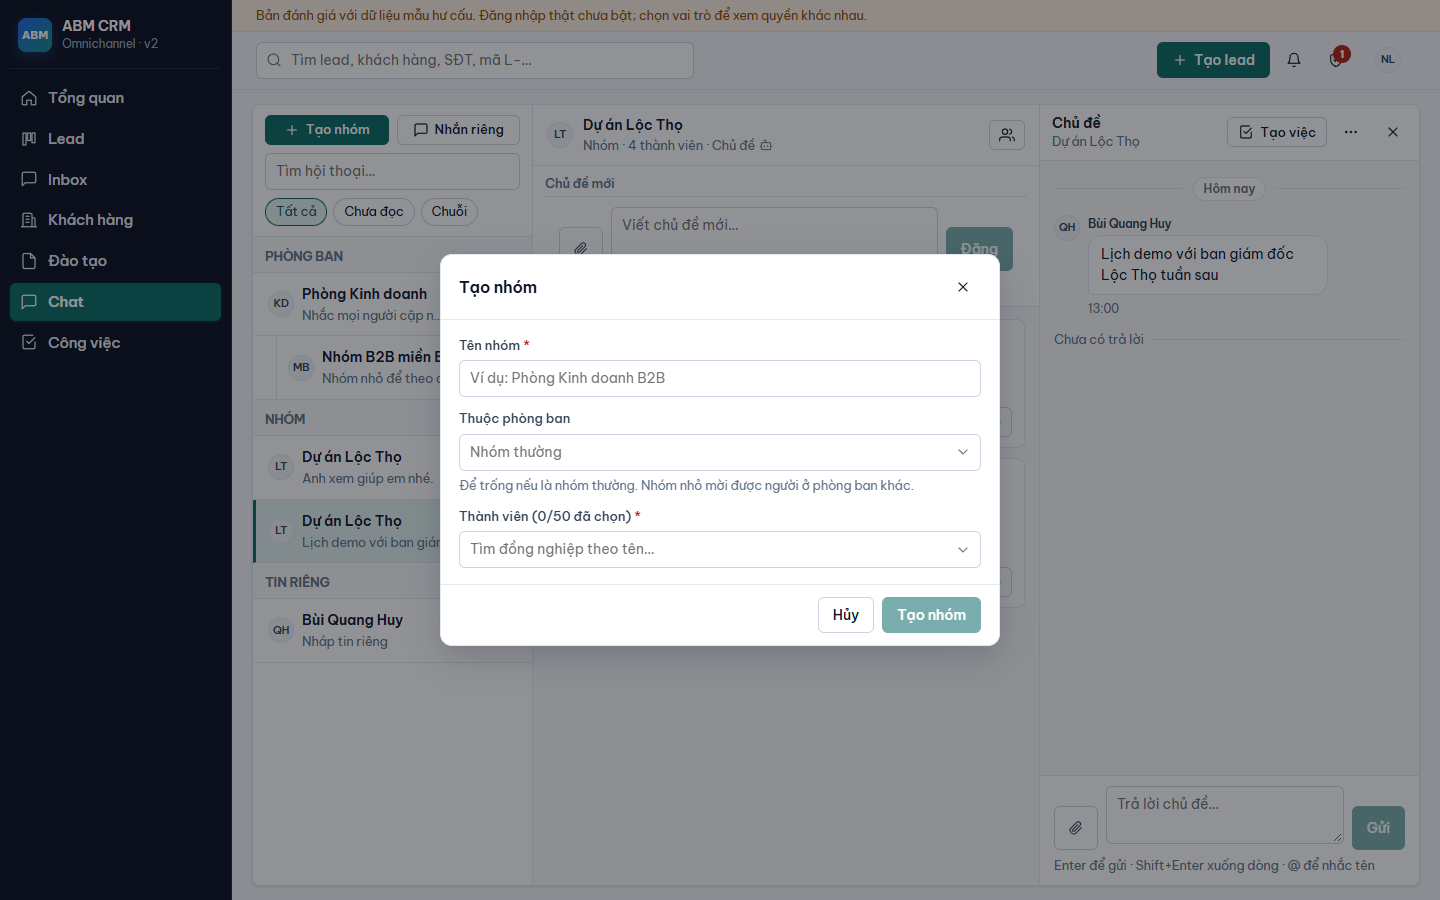 ABM
ABM CRM
Omnichannel · v2
Tổng quan
Lead
Inbox
Khách hàng
Đào tạo
Chat
Công việc
Bản đánh giá với dữ liệu mẫu hư cấu. Đăng nhập thật chưa bật; chọn vai trò để xem quyền khác nhau.
Tìm lead, khách hàng, SĐT, mã L-…
Tạo lead
1
NL
Tạo nhóm
Nhắn riêng
Tìm hội thoại…
Tất cả
Chưa đọc
Chuỗi
PHÒNG BAN
KD
Phòng Kinh doanh
Nhắc mọi người cập n…
MB
Nhóm B2B miền
Nhóm nhỏ để theo
NHÓM
LT
Dự án Lộc Thọ
Anh xem giúp em nhé.
LT
Dự án Lộc Thọ
Lịch demo với ban
TIN RIÊNG
QH
Bùi Quang Huy
Nháp tin riêng
LT
Dự án Lộc Thọ
Nhóm · 4 thành viên · Chủ đề
Chủ đề mới
Viết chủ đề mới…
Đăng
Tạo nhóm
Tên nhóm *
Ví dụ: Phòng Kinh doanh B2B
Thuộc phòng ban
Nhóm thường
Để trống nếu là nhóm thường. Nhóm nhỏ mời được người ở phòng ban khác.
Thành viên (0/50 đã chọn) *
Tìm đồng nghiệp theo tên…
Hủy
Tạo nhóm
Chủ đề
Dự án Lộc Thọ
Tạo việc
Hôm nay
QH
Bùi Quang Huy
Lịch demo với ban giám đốc
Lộc Thọ tuần sau
13:00
Chưa có trả lời
Trả lời chủ đề…
Gửi
Enter để gửi · Shift+Enter xuống dòng · @ để nhắc tên